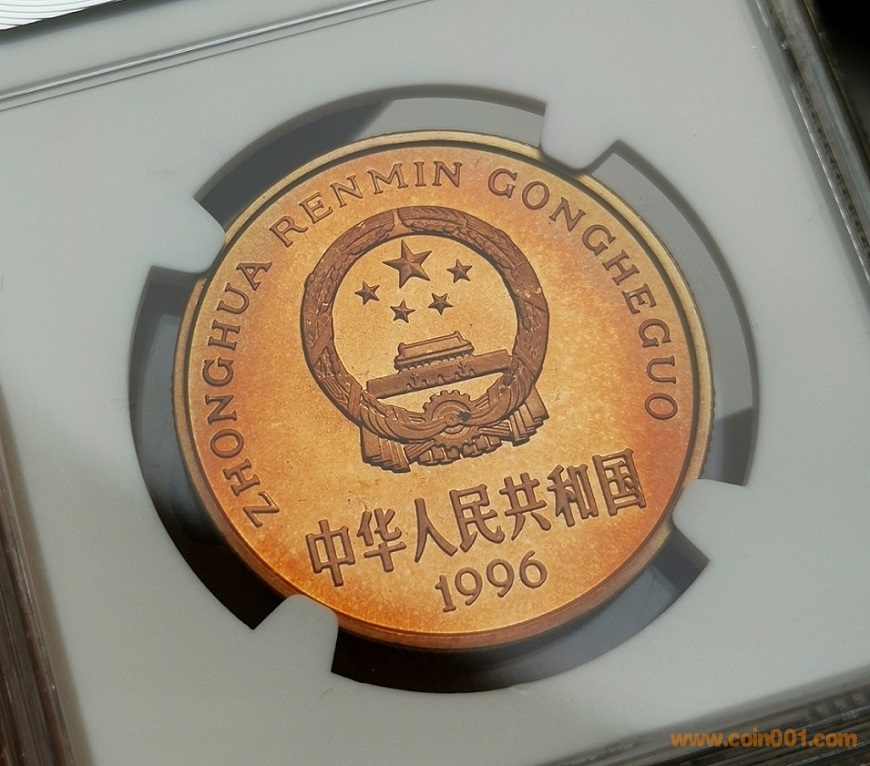 ZHONGHUA RENMIN GONGHEGUO
中华人民共和国
1996
www.coin001.com